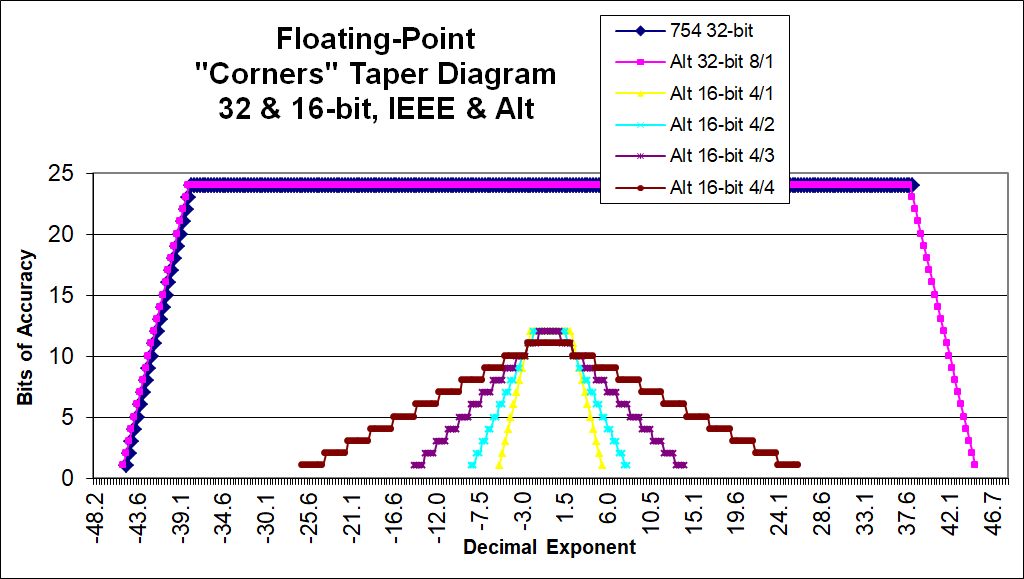 Floating-Point
"Corners" Taper Diagram
32 & 16-bit, IEEE & Alt
754 32-bit
Alt 32-bit 8/1
Alt 16-bit 4/1
Alt 16-bit 4/2
Alt 16-bit 4/3
Alt 16-bit 4/4
Bits of Accuracy
25
20
15
10
5
0
-48.2
-43.6
-39.1
-34.6
-30.1
-25.6
-21.1
-16.6
-12.0
-7.5
-3.0
1.5
6.0
10.5
15.1
19.6
24.1
28.6
33.1
37.6
42.1
46.7
Decimal Exponent